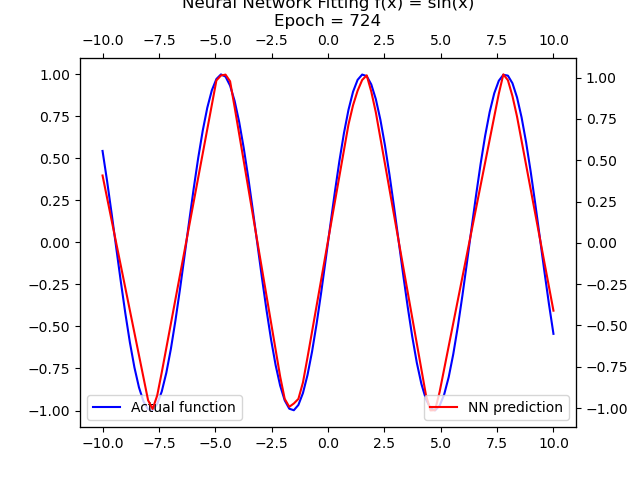 Neural Network Fitting f(x) = sin(x)
Epoch = 724
−10.0 −7.5 −5.0 −2.5 0.0 2.5 5.0 7.5 10.0
1.00 1.00
0.75 0.75
0.50 0.50
0.25 0.25
0.00 0.00
−0.25 −0.25
−0.50 −0.50
−0.75 −0.75
−1.00 Actual function NN prediction −1.00
−10.0 −7.5 −5.0 −2.5 0.0 2.5 5.0 7.5 10.0